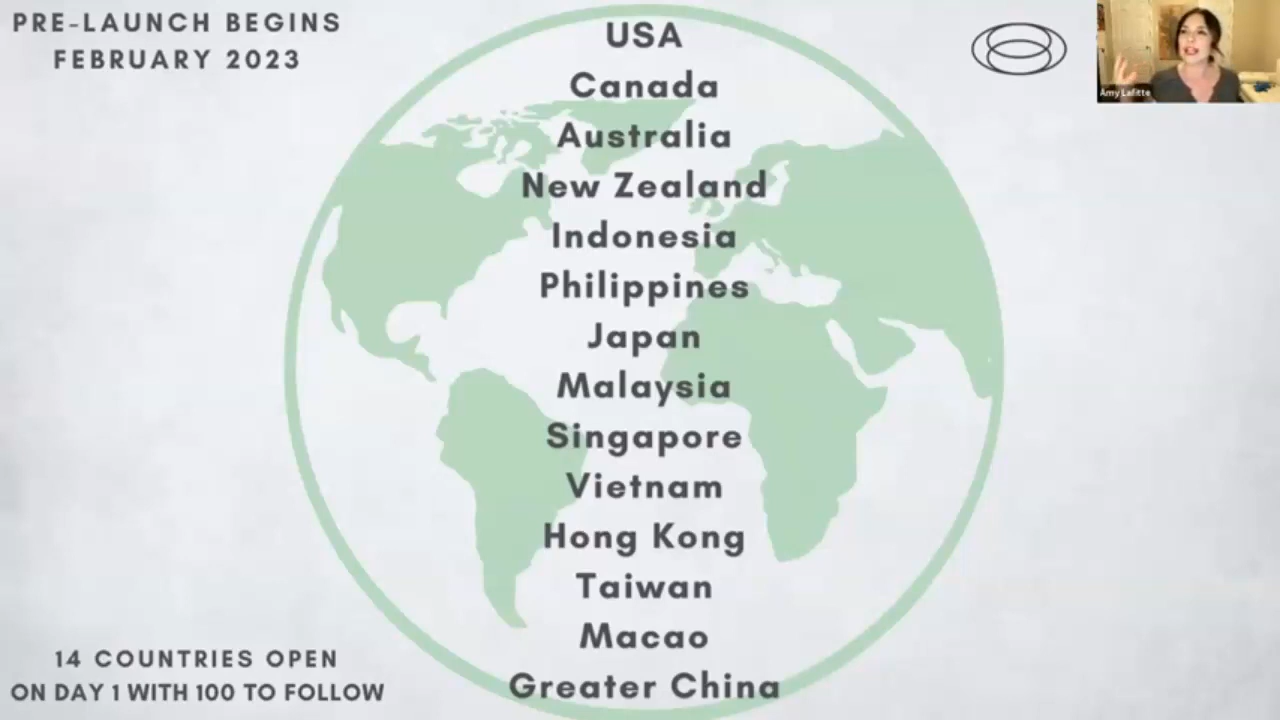 PRE-LAUNCH BEGINS
FEBRUARY 2023
USA
Canada
Australia
New Zealand
Indonesia
Philippines
Japan
Malaysia
Singapore
Vietnam
Hong Kong
Taiwan
Macao
Greater China
14 COUNTRIES OPEN
ON DAY 1 WITH 100 TO FOLLOW
Amy Lafitte